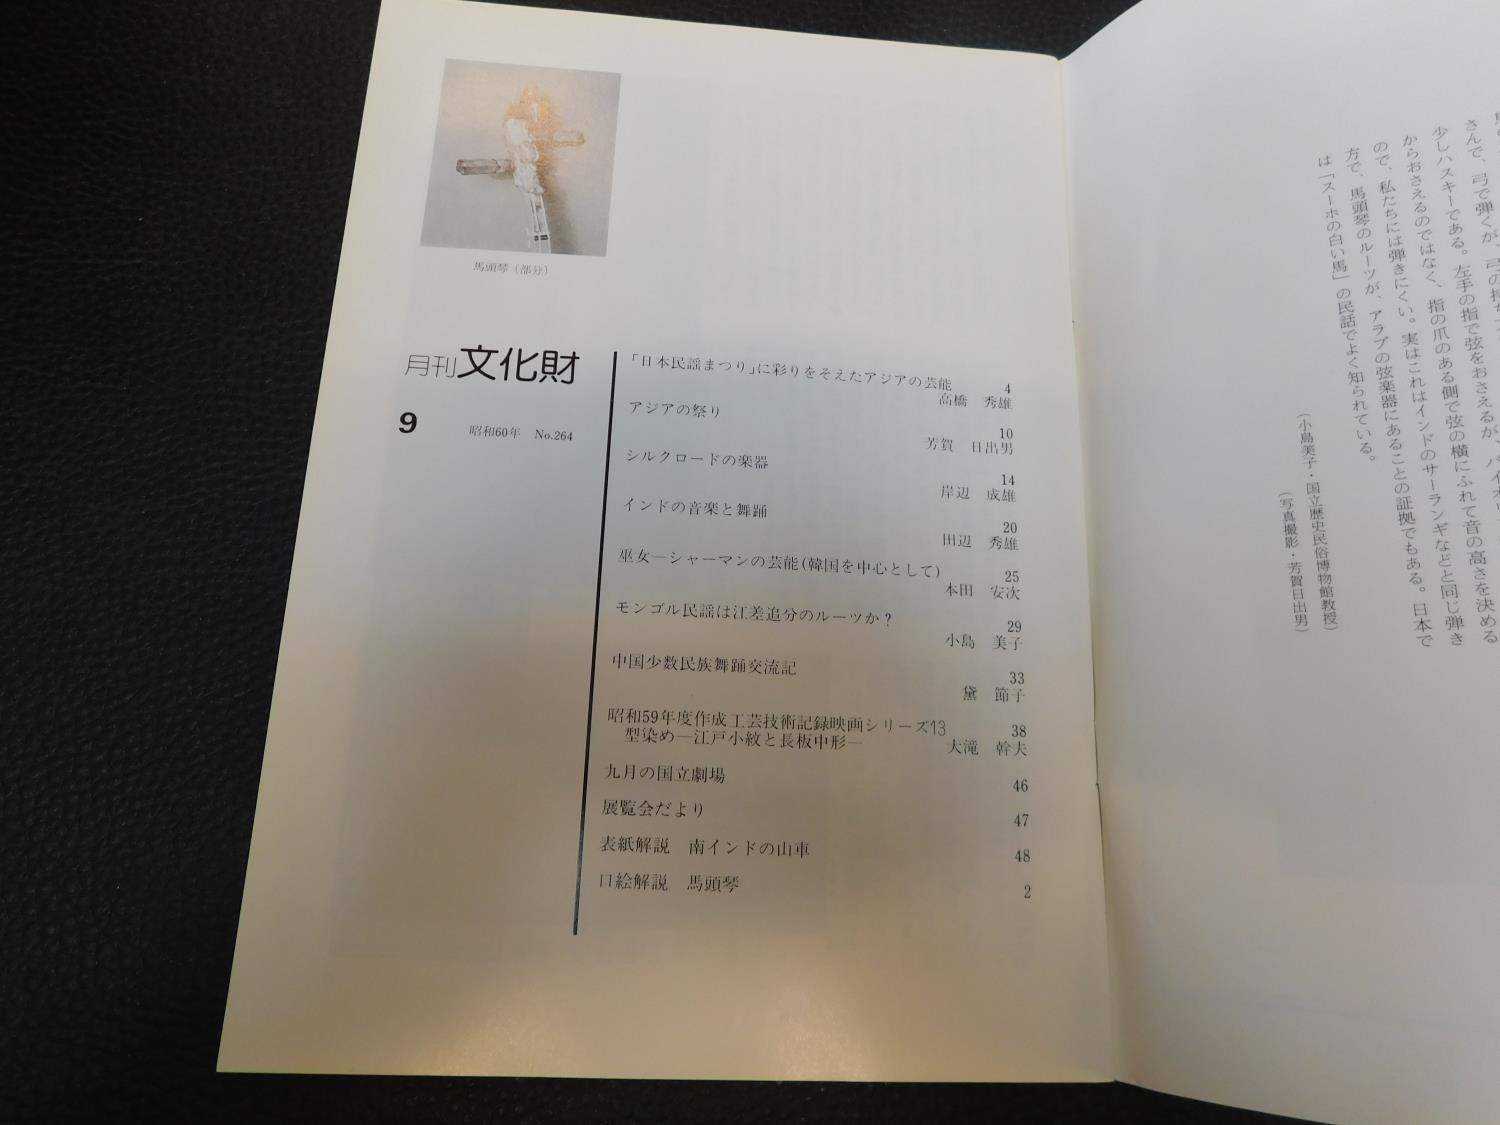 馬頭琴(部分)
月刊 文化財
9 昭和60年 No.264
「日本民謡まつり」に彩りをそえたアジアの芸能 4
高橋 秀雄
アジアの祭り 10
芳賀 日出男
シルクロードの楽器 14
岸辺 成雄
インドの音楽と舞踊 20
田辺 秀雄
巫女―シャーマンの芸能(韓国を中心として) 25
本田 安次
モンゴル民謡は江差追分のルーツか? 29
小島 美子
中国少数民族舞踊交流記 33
黛 節子
昭和59年度作成工芸技術記録映画シリーズ13 38
型染め―江戸小紋と長板中形― 大滝 幹夫
九月の国立劇場 46
展覧会だより 47
表紙解説 南インドの山車 48
口絵解説 馬頭琴 2
さんで、弓で弾くが、弓の持ち
少しハスキーである。左手の指で弦をおさえるが、バイオリ
からおさえるのではなく、指の爪のある側で弦の横にふれて音の高さを決める
ので、私たちには弾きにくい。実はこれはインドのサーランギなどと同じ弾き
方で、馬頭琴のルーツが、アラブの弦楽器にあることの証拠でもある。日本で
は「スーホの白い馬」の民話でよく知られている。
(小島美子・国立歴史民俗博物館教授)
(写真撮影・芳賀日出男)